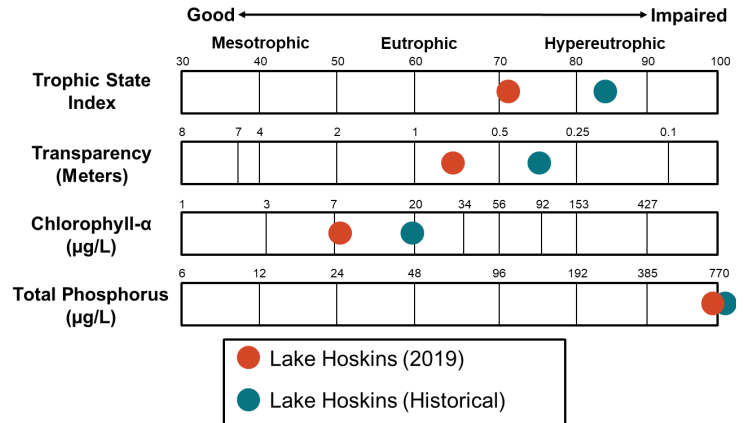 Good Impaired
Mesotrophic Eutrophic Hypereutrophic
30 40 50 60 70 80 90 100
Trophic State
Index
8 7 4 2 1 0.5 0.25 0.1
Transparency
(Meters)
1 3 7 20 34 56 92 153 427
Chlorophyll-α
(µg/L)
6 12 24 48 96 192 385 770
Total Phosphorus
(µg/L)
Lake Hoskins (2019)
Lake Hoskins (Historical)